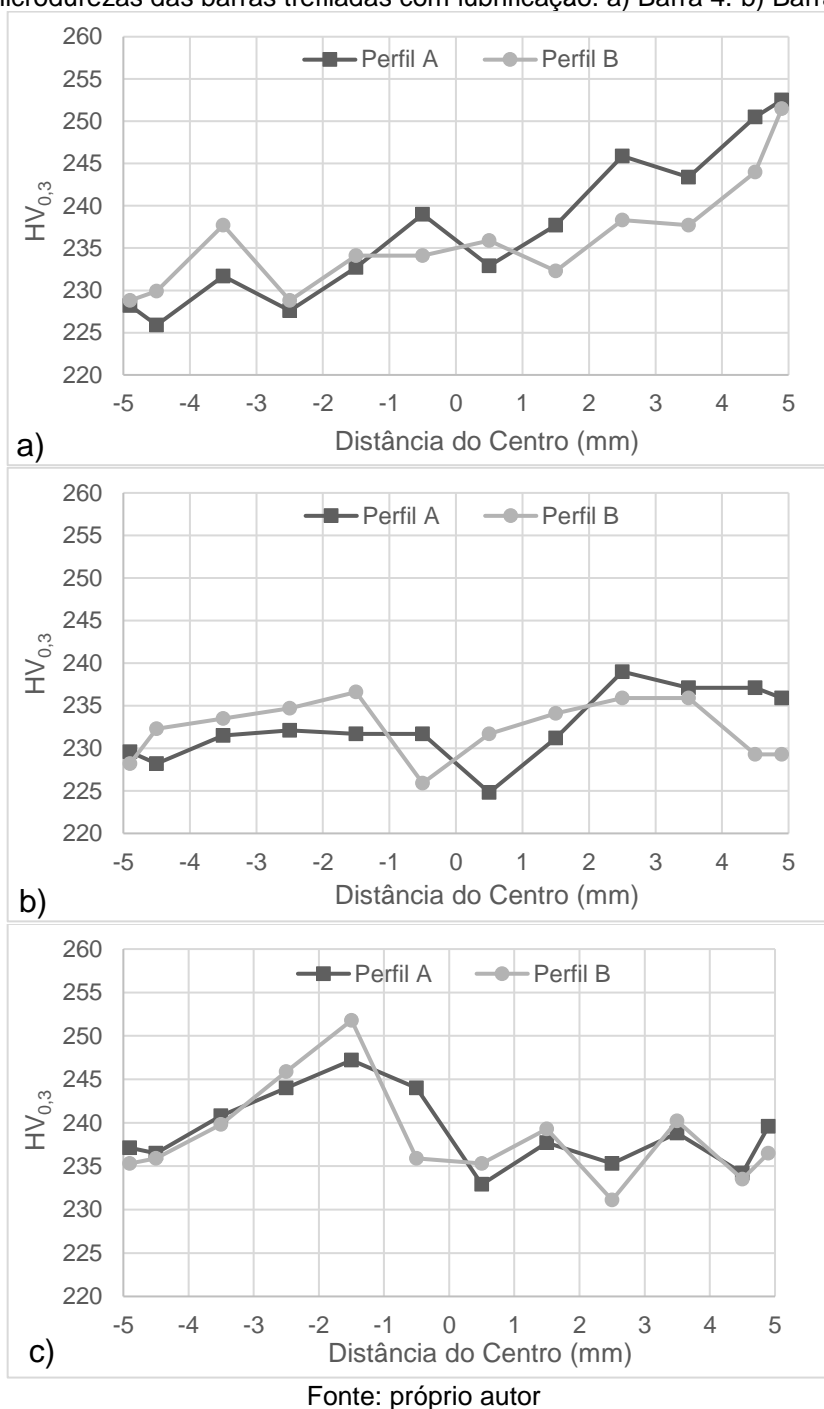 microdurezas das barras trefiladas com lubrificação. a) Barra 4. b) Barra
260
255
250
245
240
235
230
225
220
HV0,3
Perfil A
Perfil B
-5 -4 -3 -2 -1 0 1 2 3 4 5
Distância do Centro (mm)
a)
260
255
250
245
240
235
230
225
220
HV0,3
Perfil A
Perfil B
-5 -4 -3 -2 -1 0 1 2 3 4 5
Distância do Centro (mm)
b)
260
255
250
245
240
235
230
225
220
HV0,3
Perfil A
Perfil B
-5 -4 -3 -2 -1 0 1 2 3 4 5
Distância do Centro (mm)
c)
Fonte: próprio autor